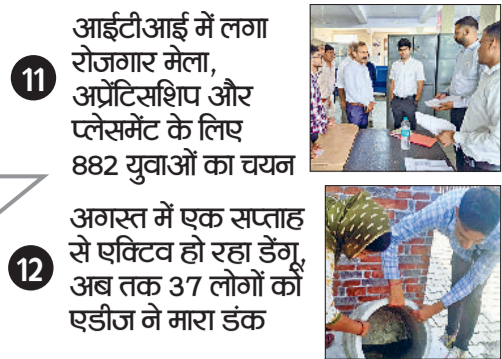 11
आईटीआई में लगा
रोजगार मेला,
अप्रेंटिसशिप और
प्लेसमेंट के लिए
882 युवाओं का चयन
12
अगस्त में एक सप्ताह
से एक्टिव हो रहा डेंगू,
अब तक 37 लोगों को
एडीज ने मारा डंक